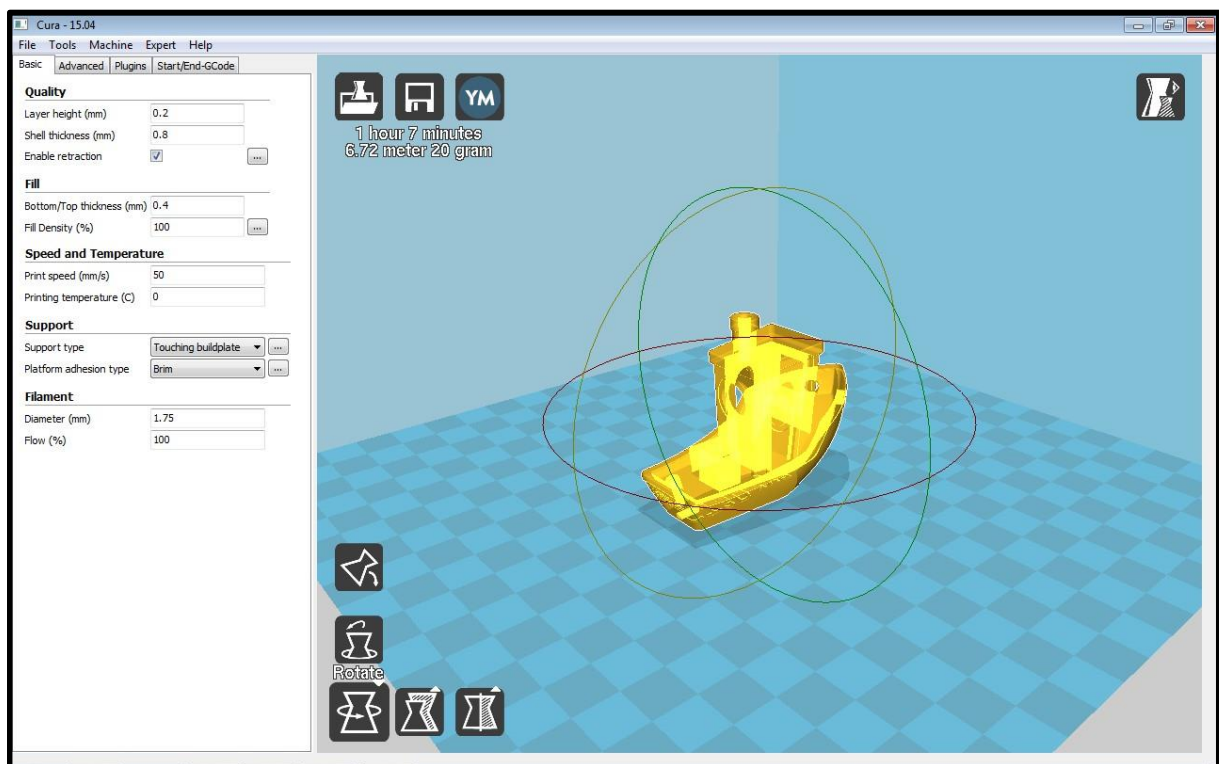 Cura - 15.04
File Tools Machine Expert Help
Basic Advanced Plugins Start/End-GCode
Quality
Layer height (mm) 0.2
Shell thickness (mm) 0.8
Enable retraction ...
Fill
Bottom/Top thickness (mm) 0.4
Fill Density (%) 100 ...
Speed and Temperature
Print speed (mm/s) 50
Printing temperature (C) 0
Support
Support type Touching buildplate ...
Platform adhesion type Brim ...
Filament
Diameter (mm) 1.75
Flow (%) 100
YM
1 hour 7 minutes
6.72 meter 20 gram
Rotate